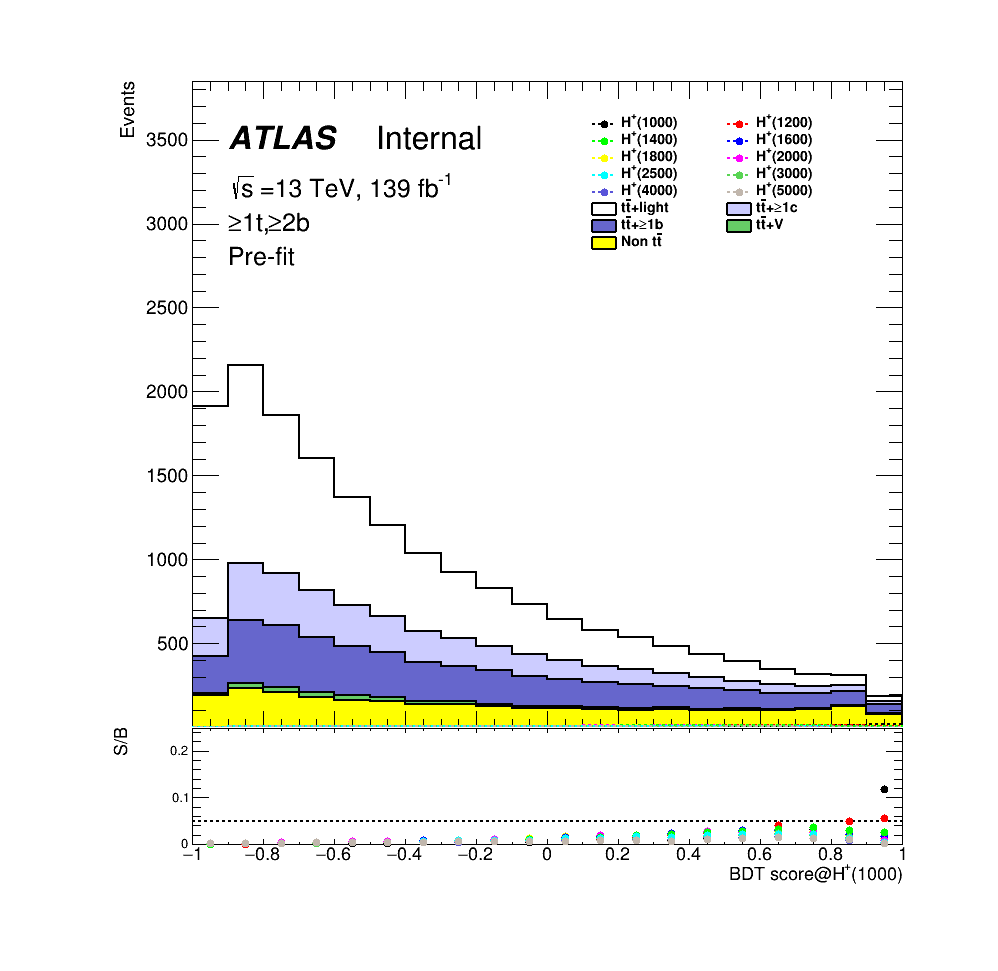 Events
3500
3000
2500
2000
1500
1000
500
ATLAS Internal
√s =13 TeV, 139 fb⁻¹
≥1t,≥2b
Pre-fit
H⁺(1000) H⁺(1200)
H⁺(1400) H⁺(1600)
H⁺(1800) H⁺(2000)
H⁺(2500) H⁺(3000)
H⁺(4000) H⁺(5000)
tt̄+light tt̄+≥1c
tt̄+≥1b tt̄+V
Non tt̄
S/B
0.2
0.1
0
−1 −0.8 −0.6 −0.4 −0.2 0 0.2 0.4 0.6 0.8 1
BDT score@H⁺(1000)